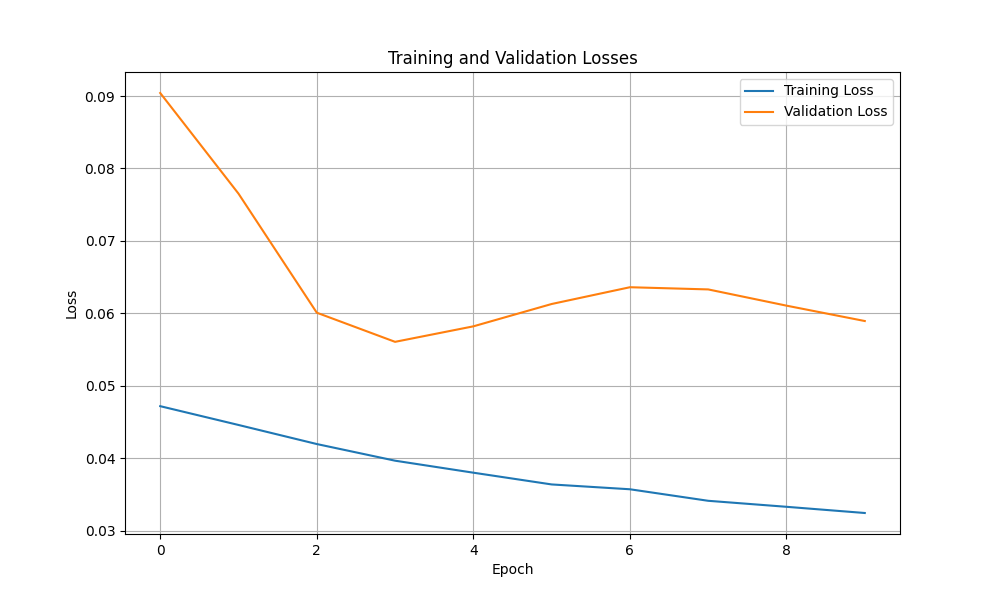 Training and Validation Losses
Training Loss
Validation Loss
0.09
0.08
0.07
0.06
0.05
0.04
0.03
Loss
0 2 4 6 8
Epoch